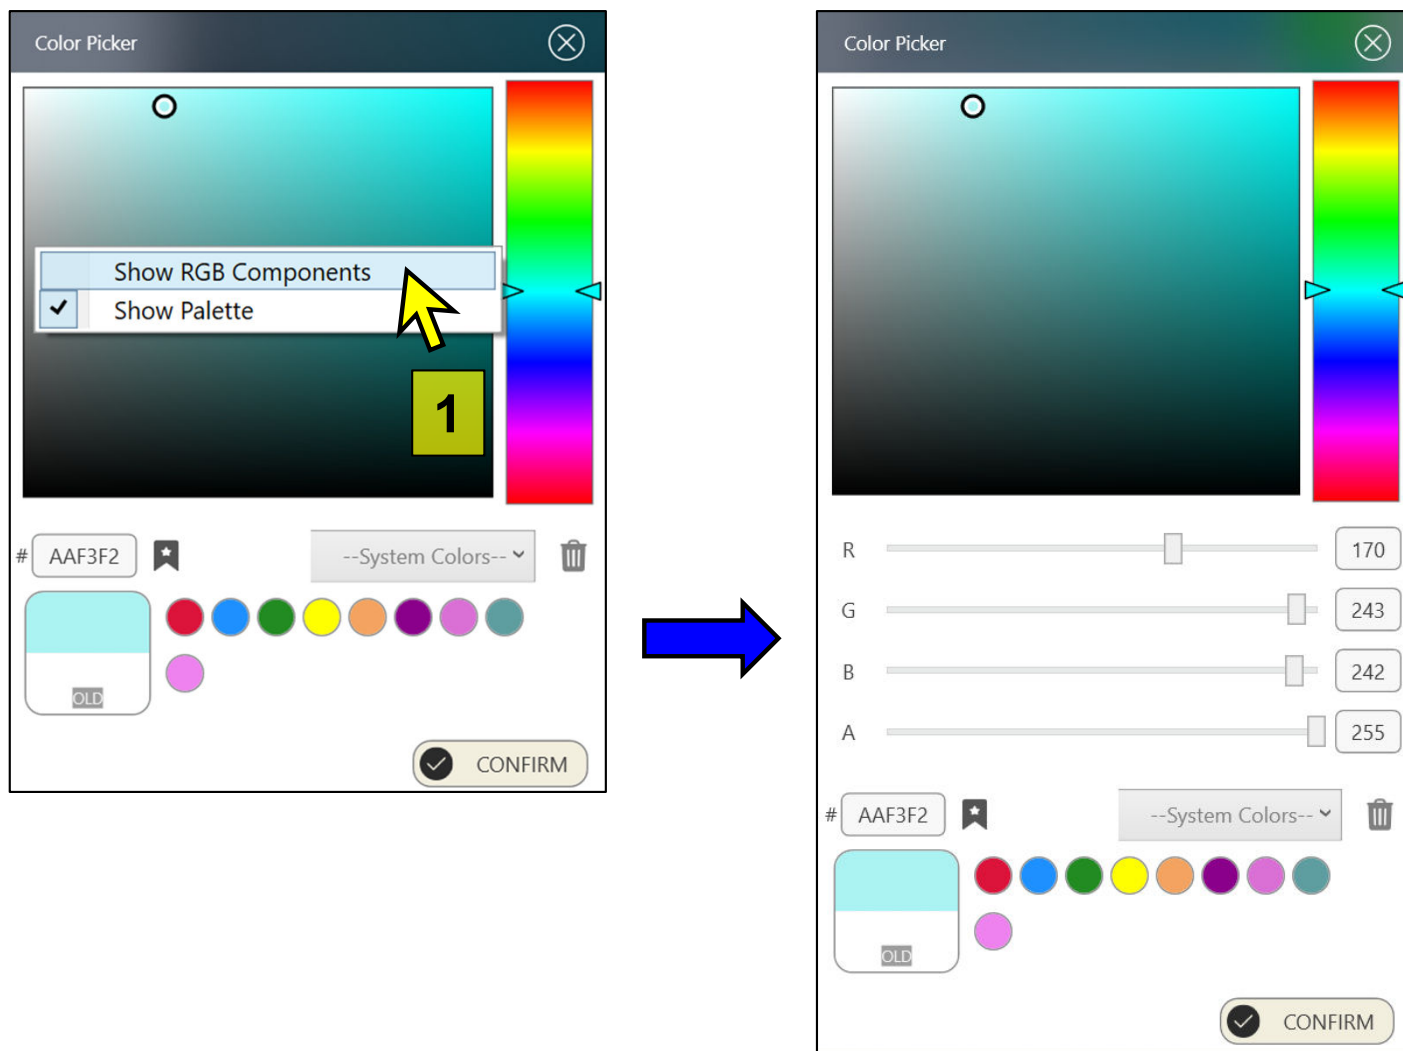 Color Picker
Show RGB Components
Show Palette
1
# AAF3F2 --System Colors--
OLD
CONFIRM
Color Picker
R 170
G 243
B 242
A 255
# AAF3F2 --System Colors--
OLD
CONFIRM